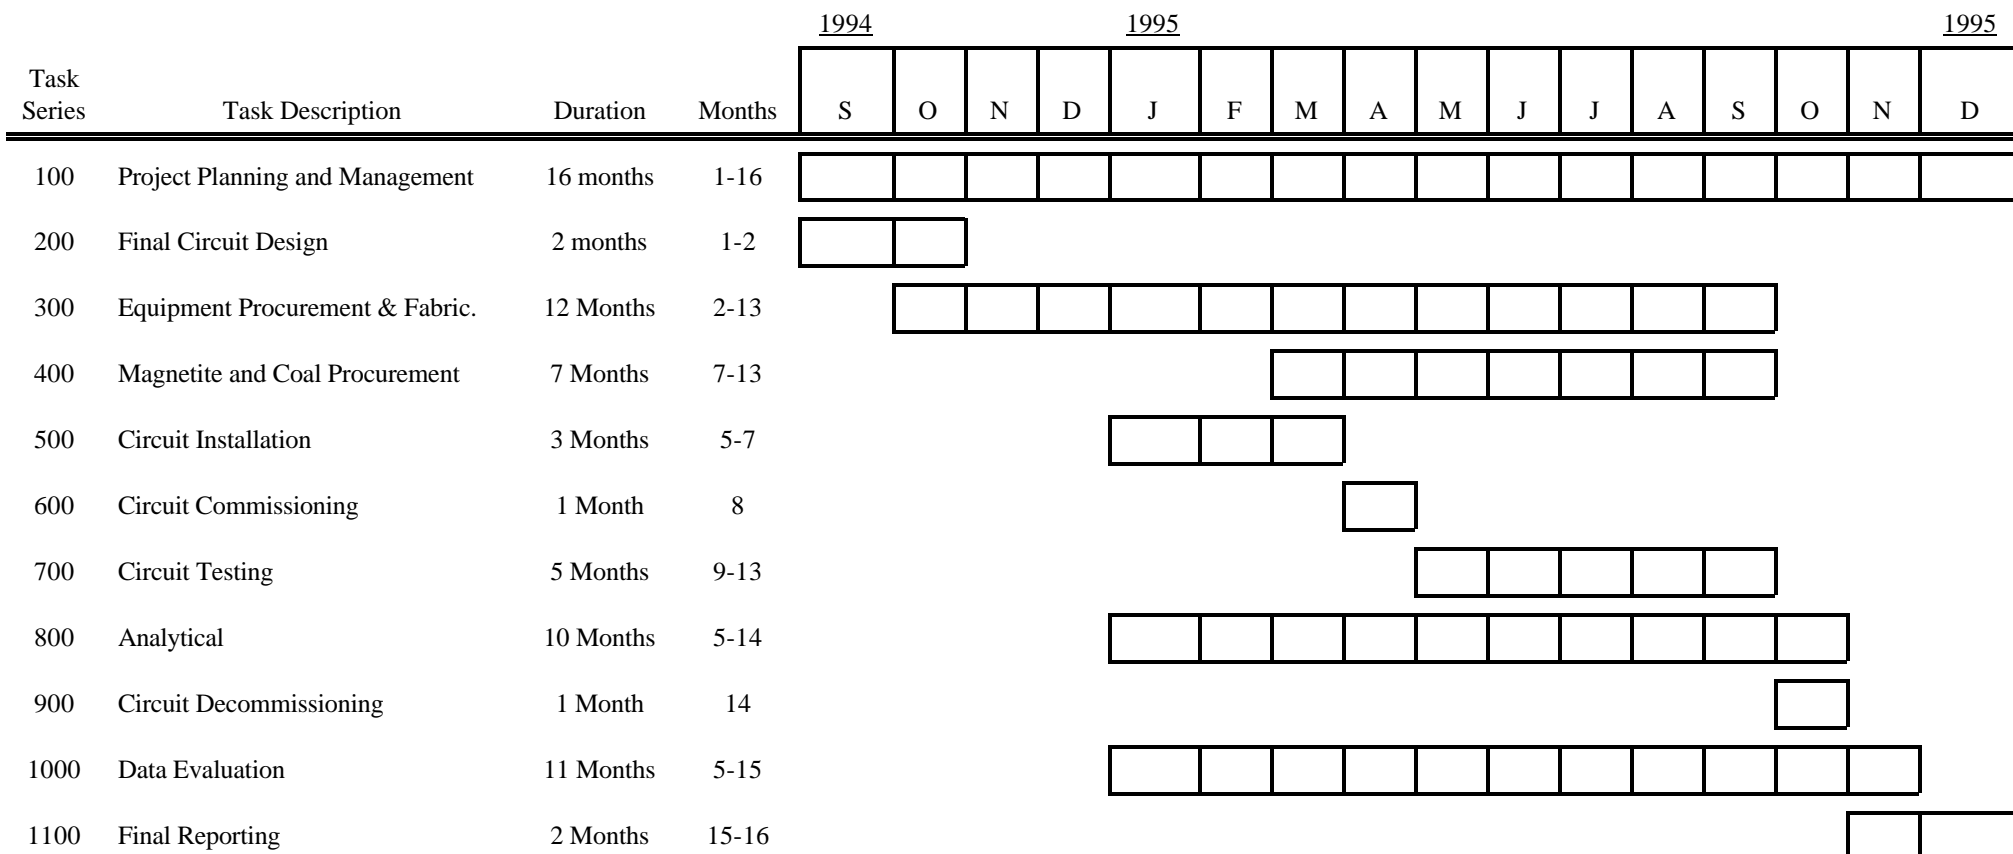 1994 1995 1995
Task
Series Task Description Duration Months S O N D J F M A M J J A S O N D
100 Project Planning and Management 16 months 1-16
200 Final Circuit Design 2 months 1-2
300 Equipment Procurement & Fabric. 12 Months 2-13
400 Magnetite and Coal Procurement 7 Months 7-13
500 Circuit Installation 3 Months 5-7
600 Circuit Commissioning 1 Month 8
700 Circuit Testing 5 Months 9-13
800 Analytical 10 Months 5-14
900 Circuit Decommissioning 1 Month 14
1000 Data Evaluation 11 Months 5-15
1100 Final Reporting 2 Months 15-16